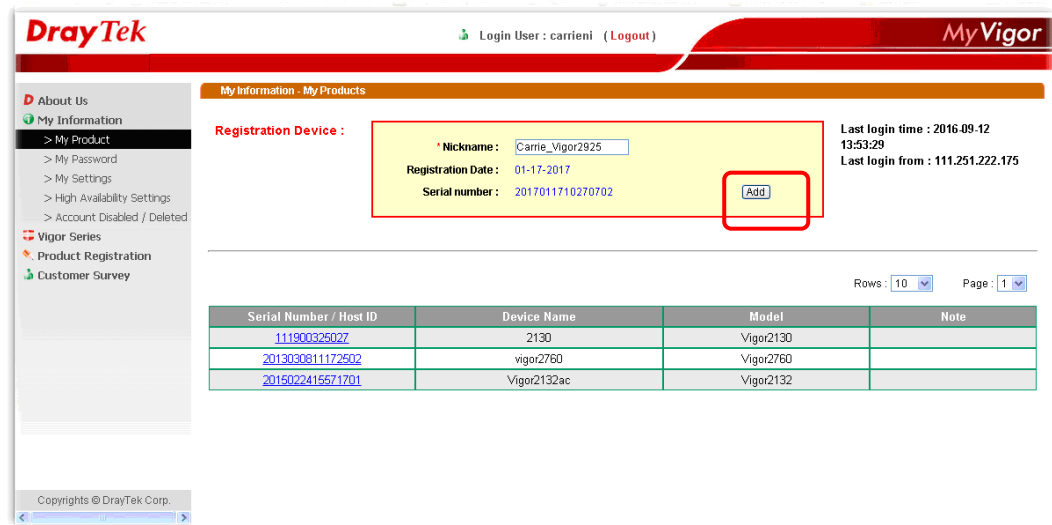 DrayTek
Login User : carrieni (Logout)
MyVigor
About Us
My Information
> My Product
> My Password
> My Settings
> High Availability Settings
> Account Disabled / Deleted
Vigor Series
Product Registration
Customer Survey
Copyrights © DrayTek Corp.
My Information - My Products
Registration Device :
* Nickname : Carrie_Vigor2925
Registration Date : 01-17-2017
Serial number : 2017011710270702
Add
Last login time : 2016-09-12
13:53:29
Last login from : 111.251.222.175
Rows : 10 Page : 1
Serial Number / Host ID Device Name Model Note
111900325027 2130 Vigor2130
2013030811172502 vigor2760 Vigor2760
2015022415571701 Vigor2132ac Vigor2132